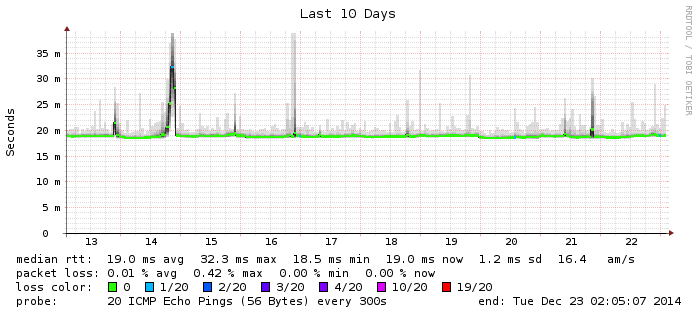 Last 10 Days
RRDTOOL / TOBI OETIKER
Seconds
35 m
30 m
25 m
20 m
15 m
10 m
5 m
0
13 14 15 16 17 18 19 20 21 22
median rtt: 19.0 ms avg 32.3 ms max 18.5 ms min 19.0 ms now 1.2 ms sd 16.4 am/s
packet loss: 0.01 % avg 0.42 % max 0.00 % min 0.00 % now
loss color: 0 1/20 2/20 3/20 4/20 10/20 19/20
probe: 20 ICMP Echo Pings (56 Bytes) every 300s end: Tue Dec 23 02:05:07 2014